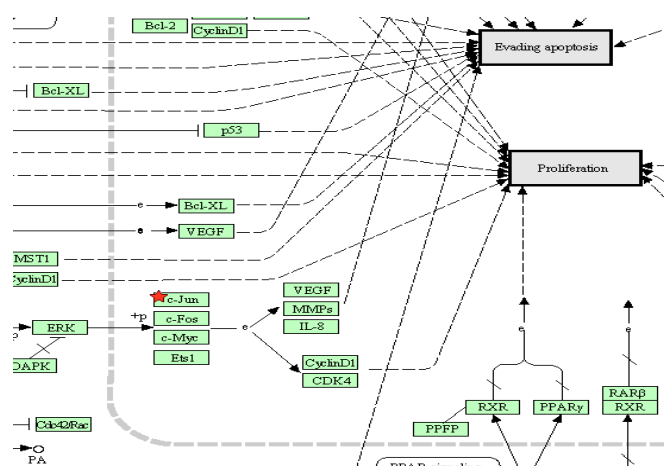 Bcl-2
CyclinD1
Evading apoptosis
Bcl-XL
p53
Proliferation
e
Bcl-XL
e
VEGF
MST1
CyclinD1
VEGF
c-Jun
MMPs
+p
c-Fos
IL-8
ERK
e
c-Myc
e
e
Ets1
CyclinD1
DAPK
CDK4
RARβ
RXR
PPARγ
RXR
PPFP
Cdc42/Rac
PA